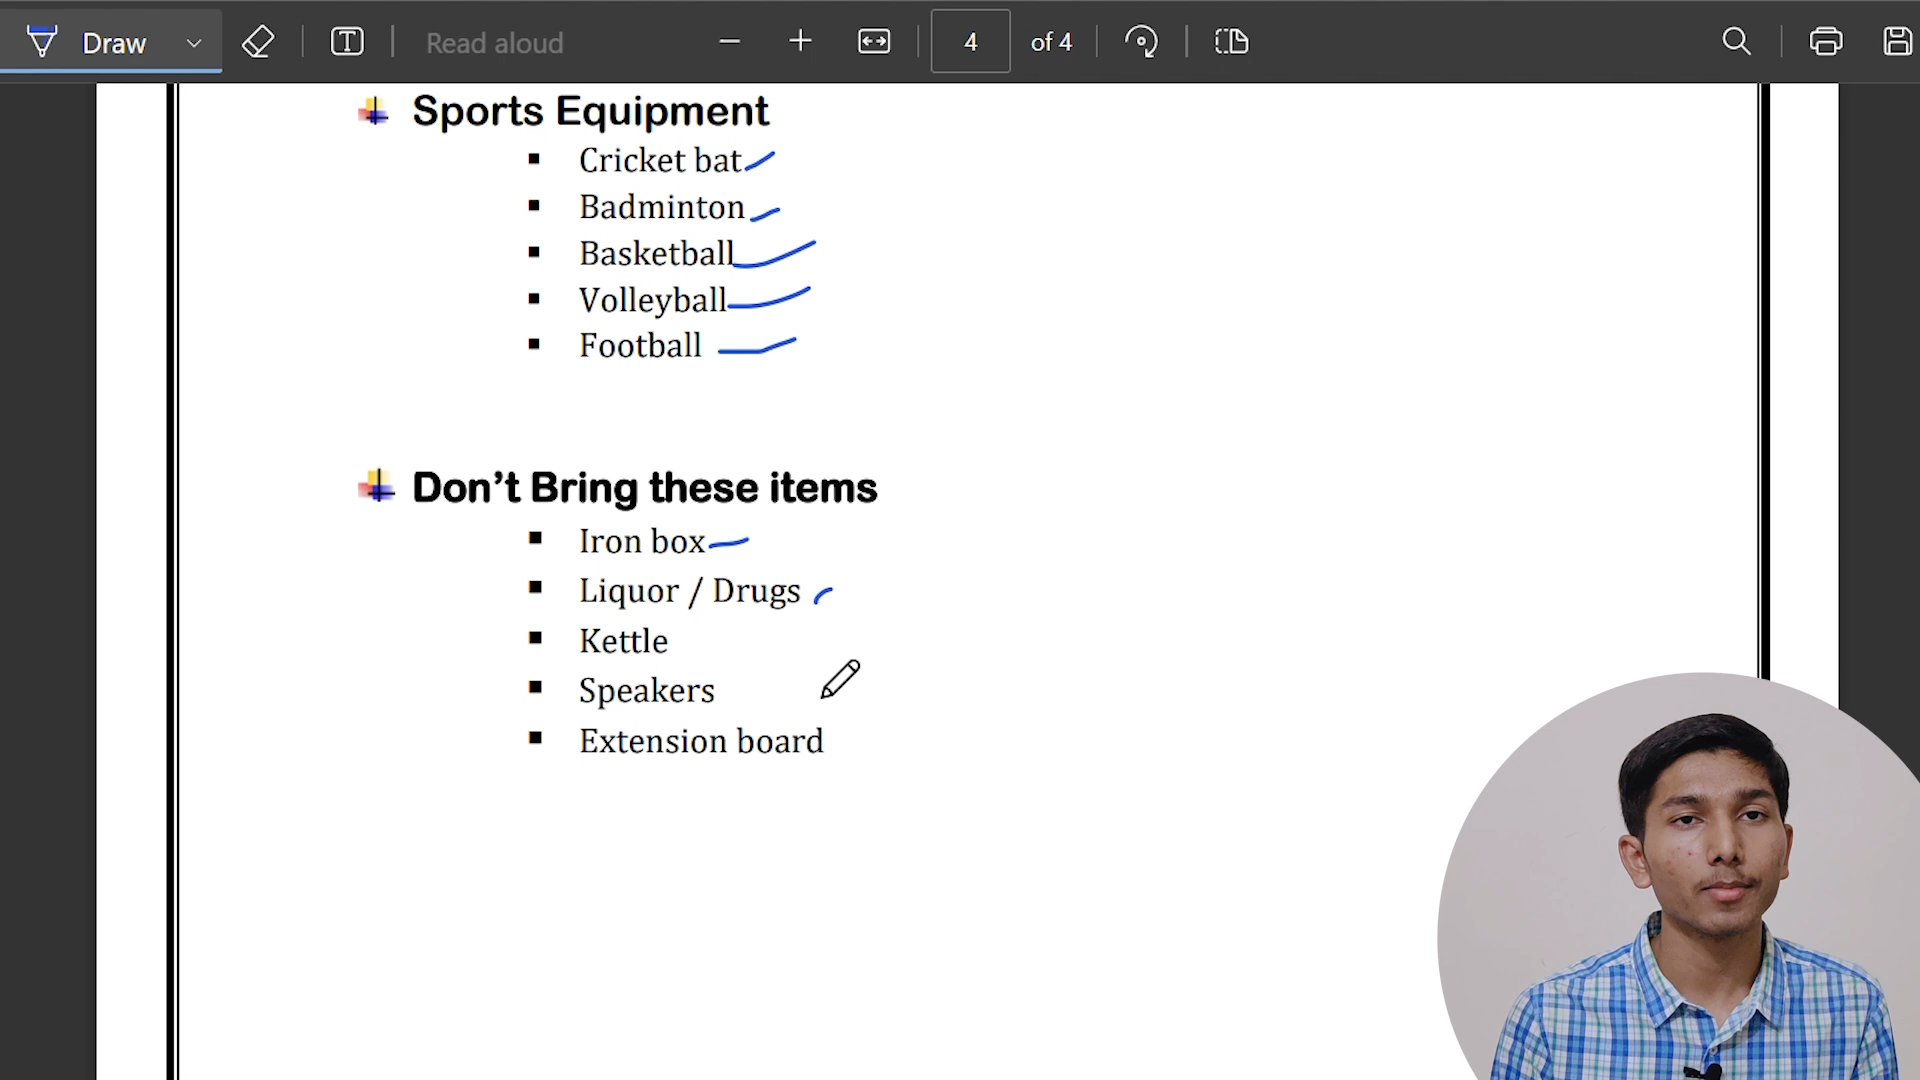 Draw
Read aloud
4 of 4
Sports Equipment
Cricket bat
Badminton
Basketball
Volleyball
Football
Don't Bring these items
Iron box
Liquor / Drugs
Kettle
Speakers
Extension board